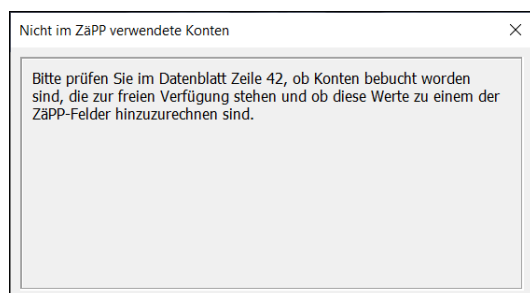 Nicht im ZäPP verwendete Konten
Bitte prüfen Sie im Datenblatt Zeile 42, ob Konten bebucht worden
sind, die zur freien Verfügung stehen und ob diese Werte zu einem der
ZäPP-Felder hinzuzurechnen sind.